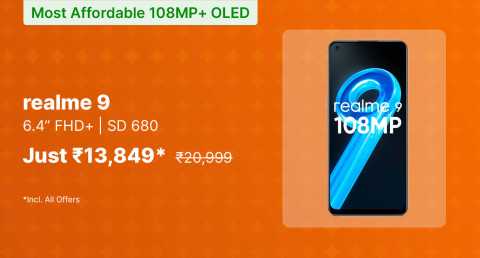 Most Affordable 108MP+ OLED
realme 9
6.4” FHD+ | SD 680
Just ₹13,849* ₹20,999
*Incl. All Offers
realme 9
108MP